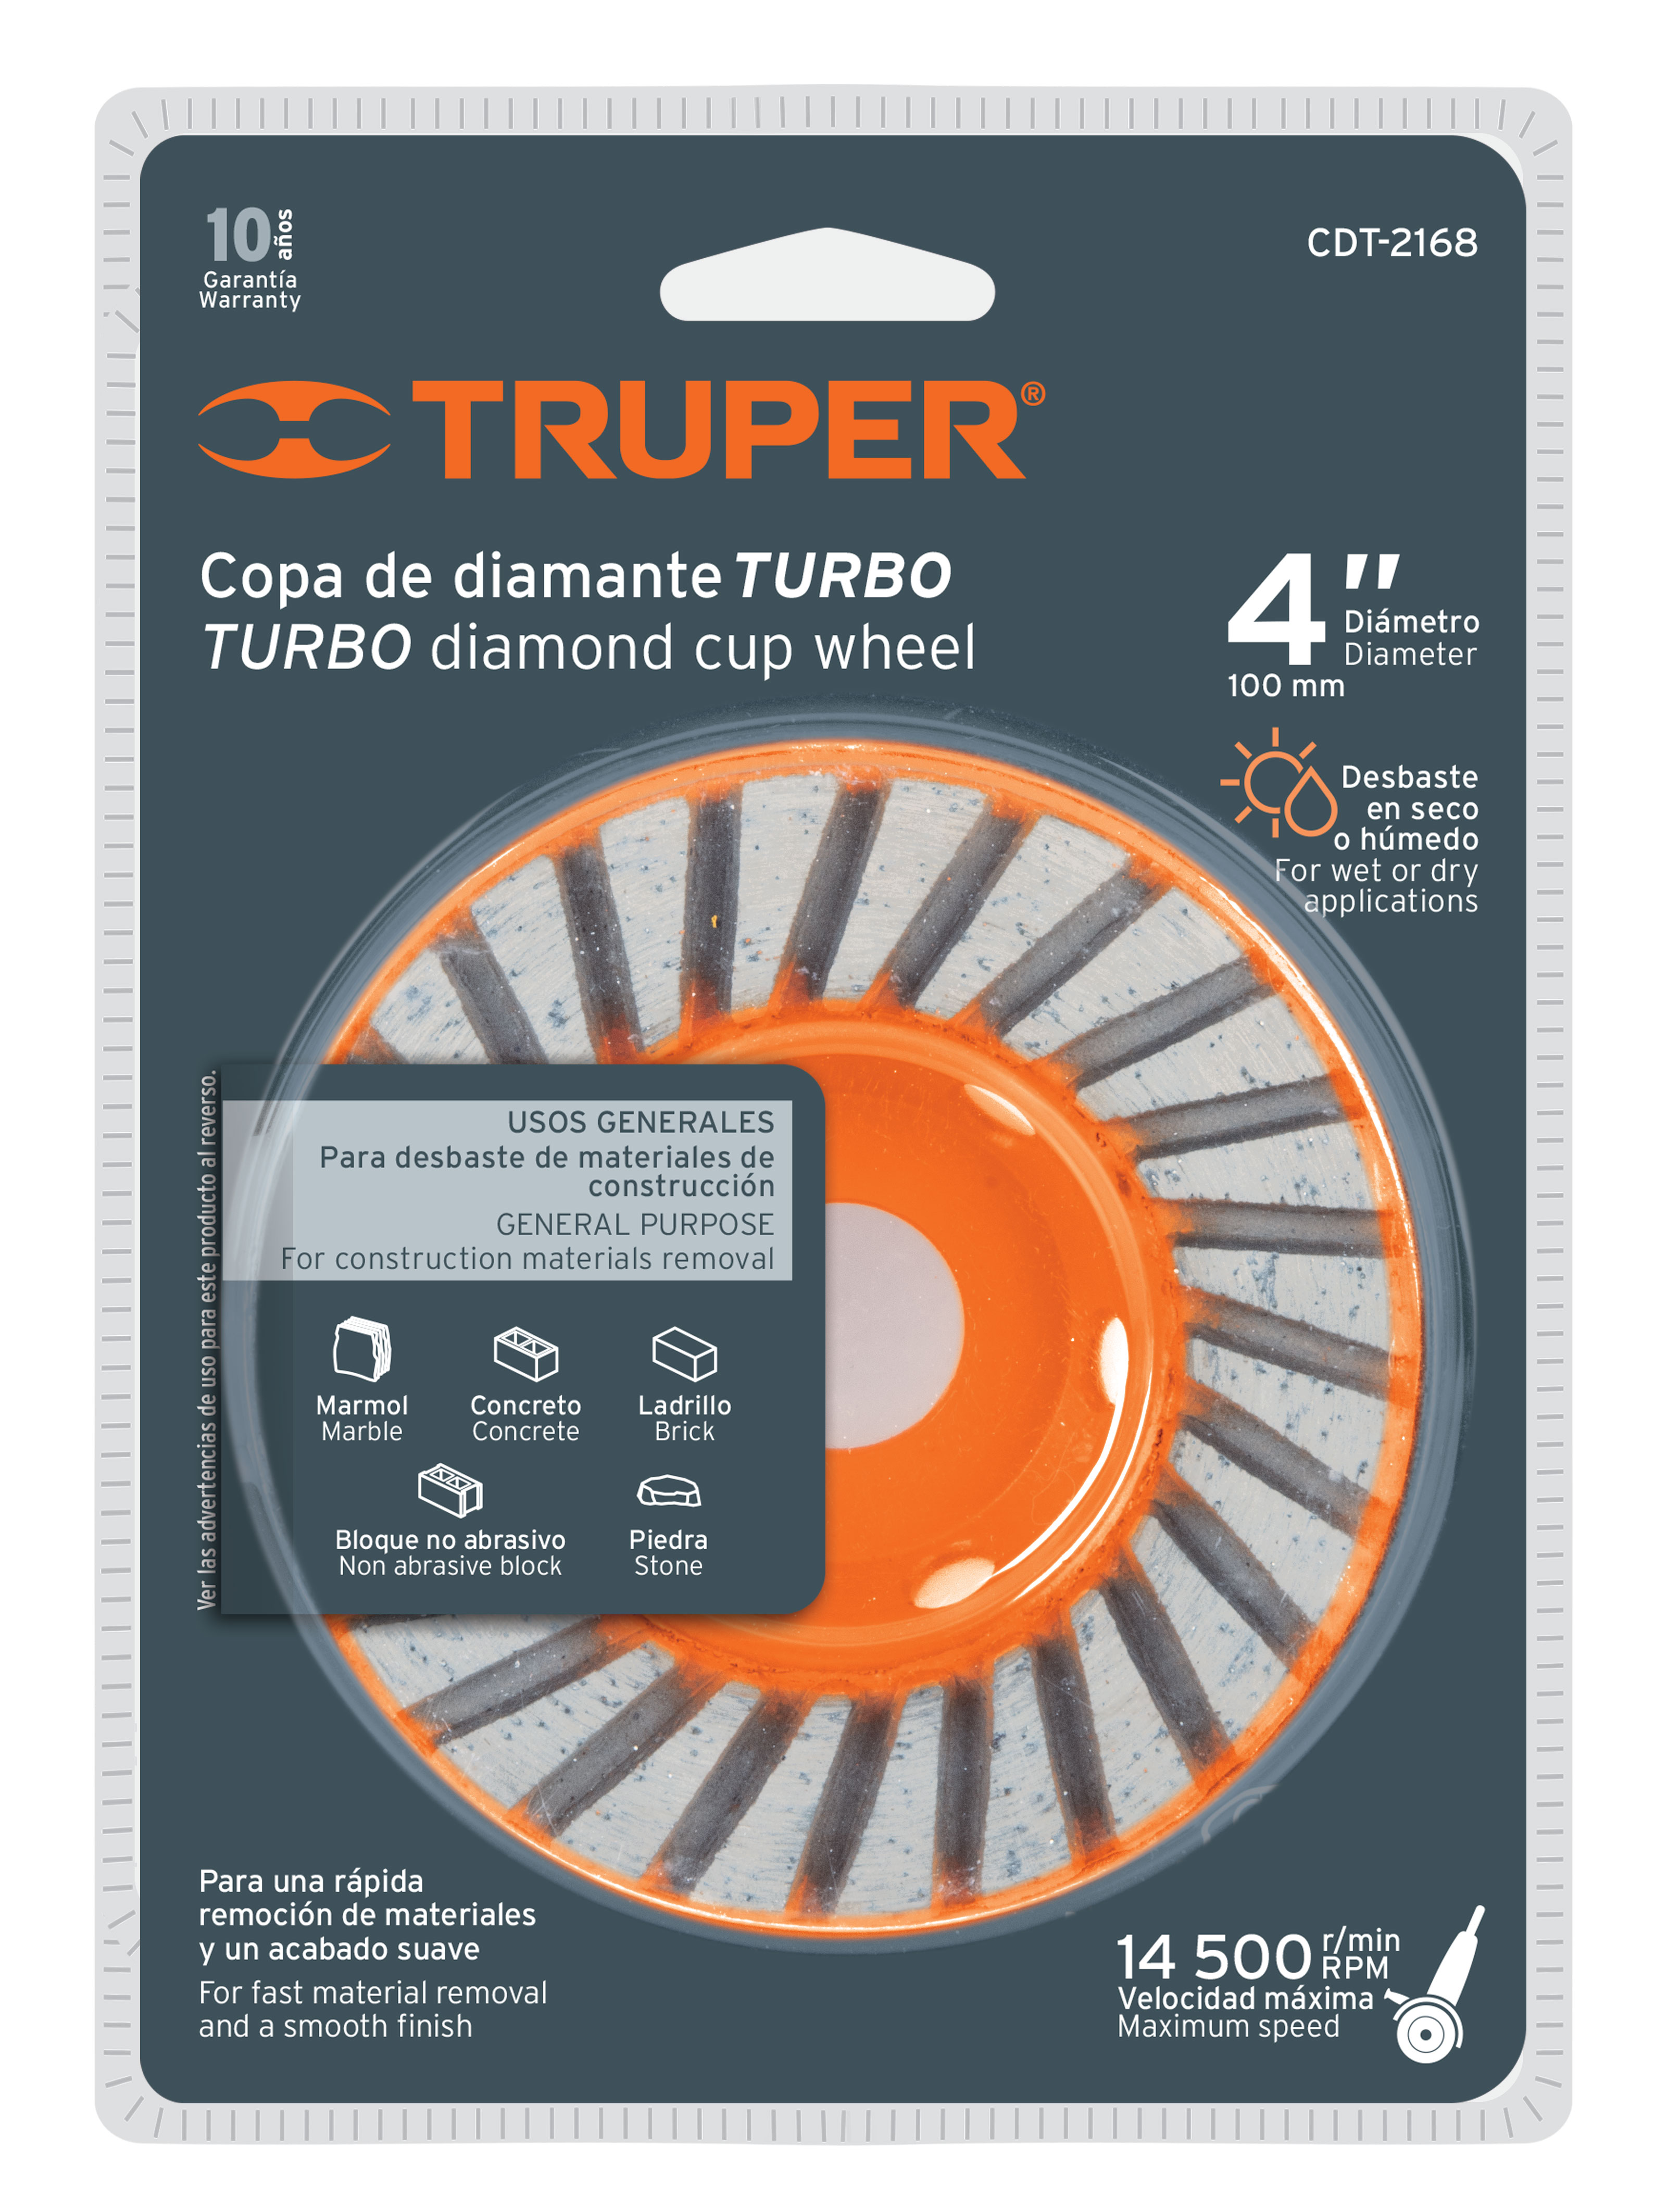 10 años
Garantía
Warranty
CDT-2168
TRUPER®
Copa de diamante TURBO
TURBO diamond cup wheel
4"
Diámetro
Diameter
100 mm
Desbaste
en seco
o húmedo
For wet or dry
applications
Ver las advertencias de uso para este producto al reverso.
USOS GENERALES
Para desbaste de materiales de
construcción
GENERAL PURPOSE
For construction materials removal
Marmol
Marble
Concreto
Concrete
Ladrillo
Brick
Bloque no abrasivo
Non abrasive block
Piedra
Stone
Para una rápida
remoción de materiales
y un acabado suave
For fast material removal
and a smooth finish
14 500 r/min
RPM
Velocidad máxima
Maximum speed